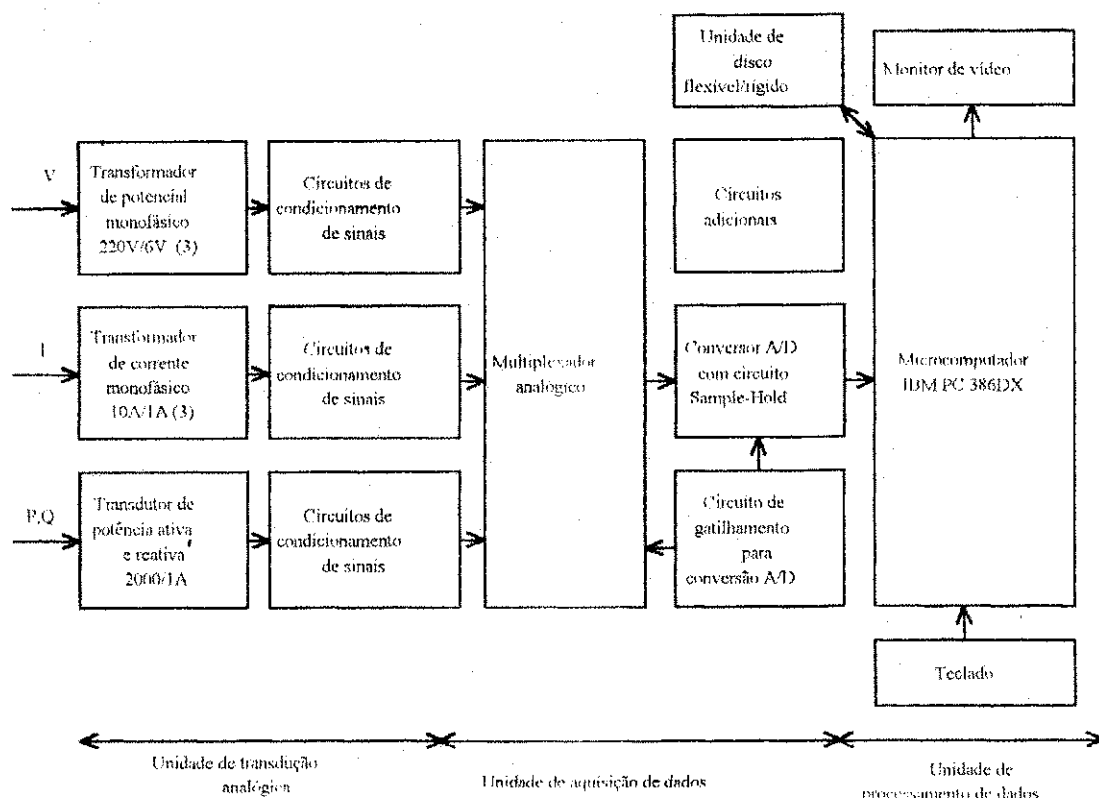 Unidade de
disco
flexível/rígido
Monitor de vídeo
V
Transformador
de potencial
monofásico
220V/6V (3)
Circuitos de
condicionamento
de sinais
Circuitos
adicionais
I
Transformador
de corrente
monofásico
10A/1A (3)
Circuitos de
condicionamento
de sinais
Multiplexador
analógico
Conversor A/D
com circuito
Sample-Hold
Microcomputador
IBM PC 386DX
P,Q
Transdutor de
potência ativa
e reativa
2000/1A
Circuitos de
condicionamento
de sinais
Circuito de
gatilhamento
para
conversão A/D
Teclado
Unidade de transdução
analógica
Unidade de aquisição de dados
Unidade de
processamento de dados